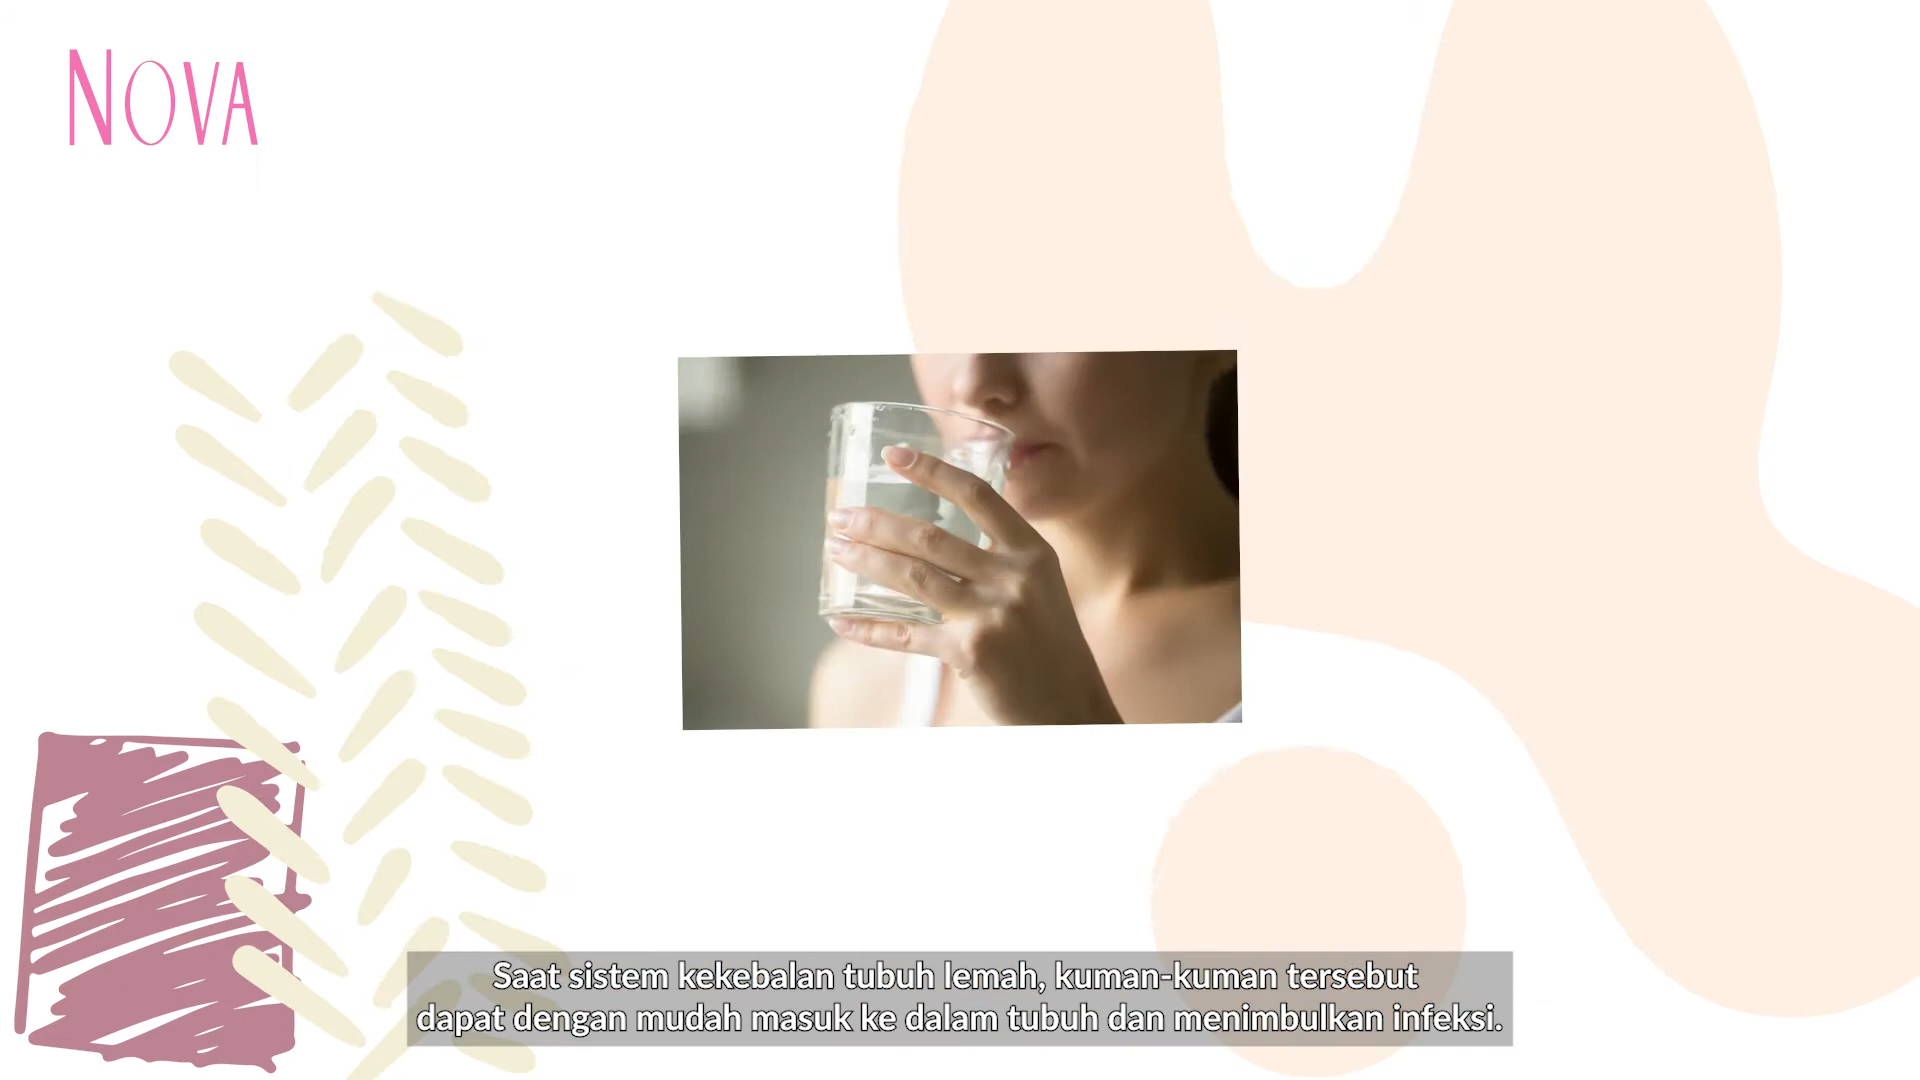 NOVA
Saat sistem kekebalan tubuh lemah, kuman-kuman tersebut
dapat dengan mudah masuk ke dalam tubuh dan menimbulkan infeksi.